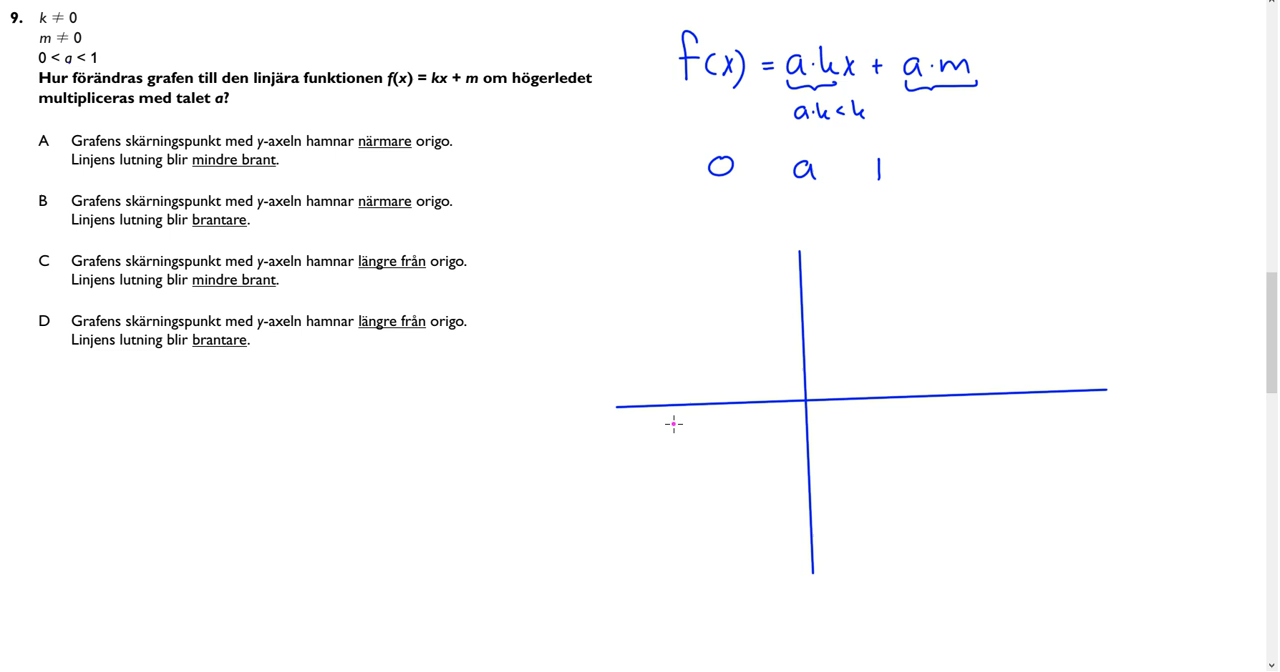 9. k ≠ 0
m ≠ 0
0 < a < 1
Hur förändras grafen till den linjära funktionen f(x) = kx + m om högerledet
multipliceras med talet a?
A Grafens skärningspunkt med y-axeln hamnar närmare origo.
Linjens lutning blir mindre brant.
B Grafens skärningspunkt med y-axeln hamnar närmare origo.
Linjens lutning blir brantare.
C Grafens skärningspunkt med y-axeln hamnar längre från origo.
Linjens lutning blir mindre brant.
D Grafens skärningspunkt med y-axeln hamnar längre från origo.
Linjens lutning blir brantare.
f(x) = a·kx + a·m
a·k < k
0 a 1